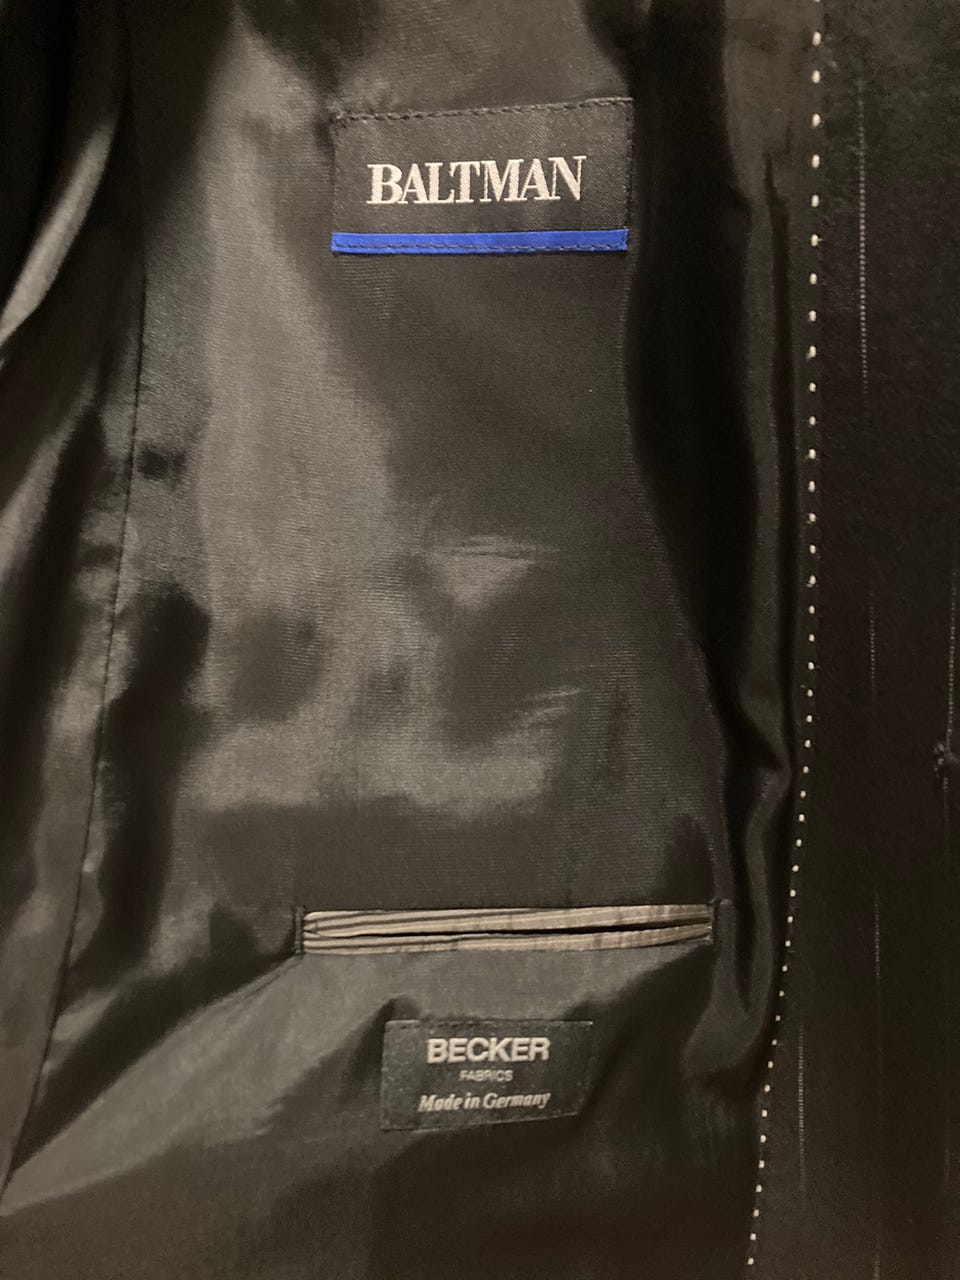 BALTMAN
BECKER
FABRICS
Made in Germany